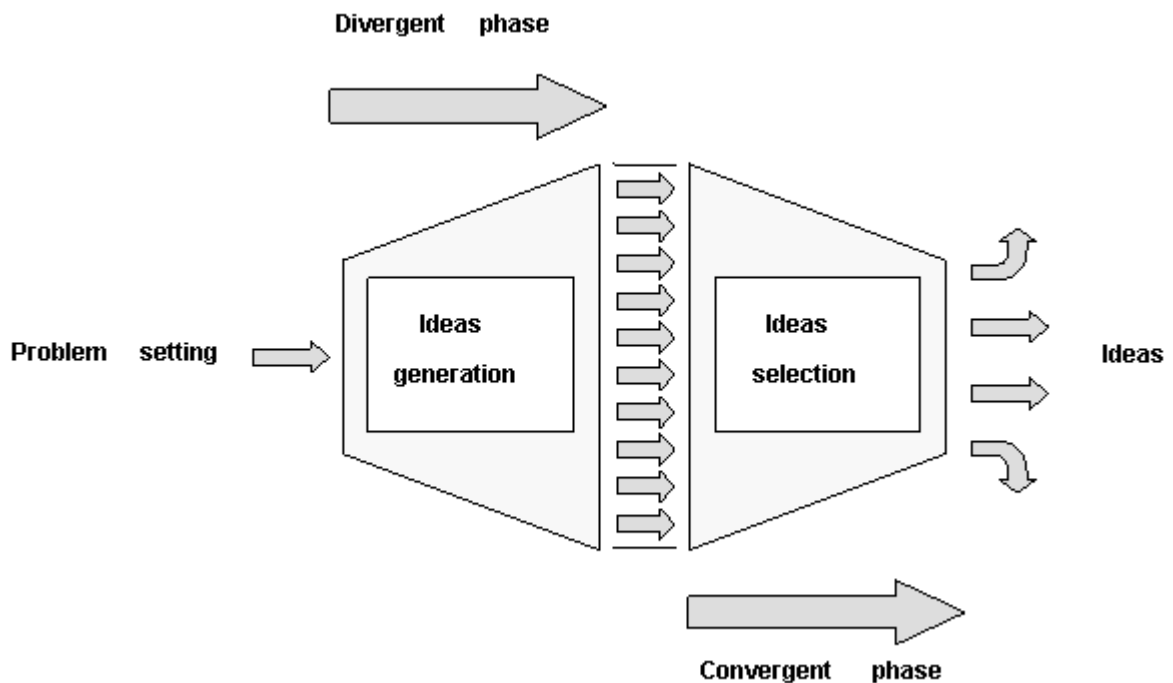 Divergent phase
Problem setting
Ideas
generation
Ideas
selection
Ideas
Convergent phase